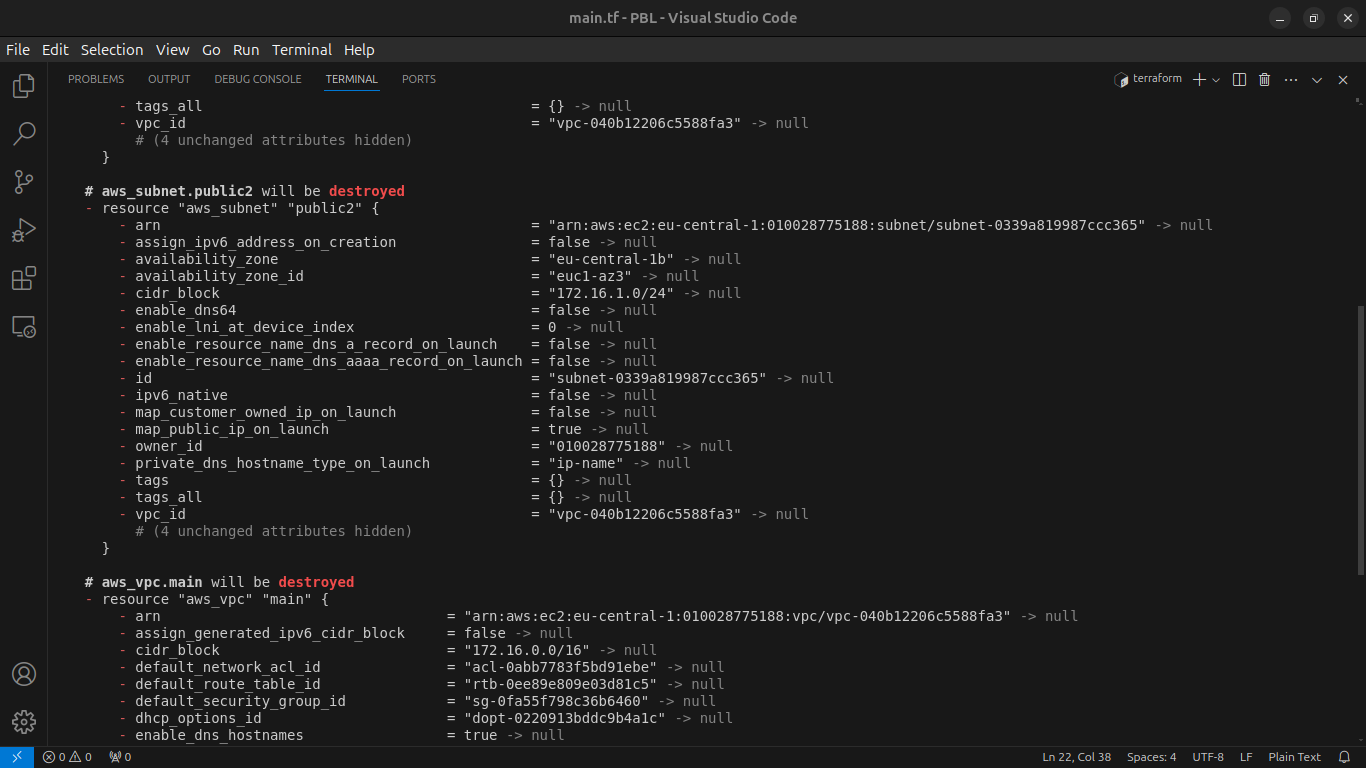 main.tf - PBL - Visual Studio Code
File Edit Selection View Go Run Terminal Help
PROBLEMS OUTPUT DEBUG CONSOLE TERMINAL PORTS terraform
- tags_all = {} -> null
- vpc_id = "vpc-040b12206c5588fa3" -> null
# (4 unchanged attributes hidden)
}
# aws_subnet.public2 will be destroyed
- resource "aws_subnet" "public2" {
- arn = "arn:aws:ec2:eu-central-1:010028775188:subnet/subnet-0339a819987ccc365" -> null
- assign_ipv6_address_on_creation = false -> null
- availability_zone = "eu-central-1b" -> null
- availability_zone_id = "euc1-az3" -> null
- cidr_block = "172.16.1.0/24" -> null
- enable_dns64 = false -> null
- enable_lni_at_device_index = 0 -> null
- enable_resource_name_dns_a_record_on_launch = false -> null
- enable_resource_name_dns_aaaa_record_on_launch = false -> null
- id = "subnet-0339a819987ccc365" -> null
- ipv6_native = false -> null
- map_customer_owned_ip_on_launch = false -> null
- map_public_ip_on_launch = true -> null
- owner_id = "010028775188" -> null
- private_dns_hostname_type_on_launch = "ip-name" -> null
- tags = {} -> null
- tags_all = {} -> null
- vpc_id = "vpc-040b12206c5588fa3" -> null
# (4 unchanged attributes hidden)
}
# aws_vpc.main will be destroyed
- resource "aws_vpc" "main" {
- arn = "arn:aws:ec2:eu-central-1:010028775188:vpc/vpc-040b12206c5588fa3" -> null
- assign_generated_ipv6_cidr_block = false -> null
- cidr_block = "172.16.0.0/16" -> null
- default_network_acl_id = "acl-0abb7783f5bd91ebe" -> null
- default_route_table_id = "rtb-0ee89e809e03d81c5" -> null
- default_security_group_id = "sg-0fa55f798c36b6460" -> null
- dhcp_options_id = "dopt-0220913bddc9b4a1c" -> null
- enable_dns_hostnames = true -> null
0 0 0 Ln 22, Col 38 Spaces: 4 UTF-8 LF Plain Text